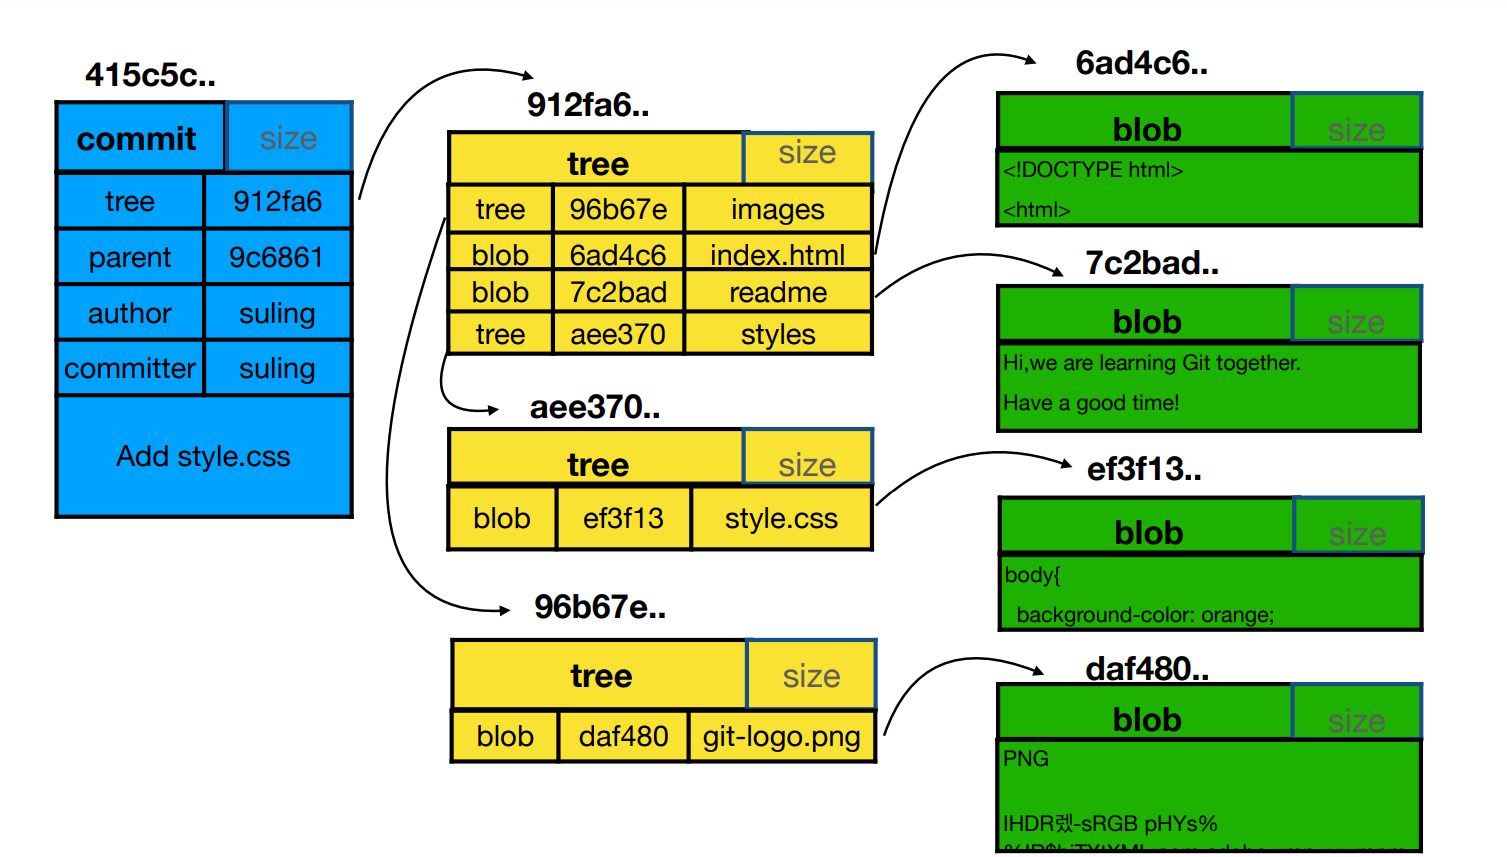 415c5c..
commit size
tree 912fa6
parent 9c6861
author suling
committer suling
Add style.css
912fa6..
tree size
tree 96b67e images
blob 6ad4c6 index.html
blob 7c2bad readme
tree aee370 styles
aee370..
tree size
blob ef3f13 style.css
96b67e..
tree size
blob daf480 git-logo.png
6ad4c6..
blob size
<!DOCTYPE html>
<html>
7c2bad..
blob size
Hi,we are learning Git together.
Have a good time!
ef3f13..
blob size
body{
background-color: orange;
daf480..
blob size
PNG
IHDR렜-sRGB pHYs%